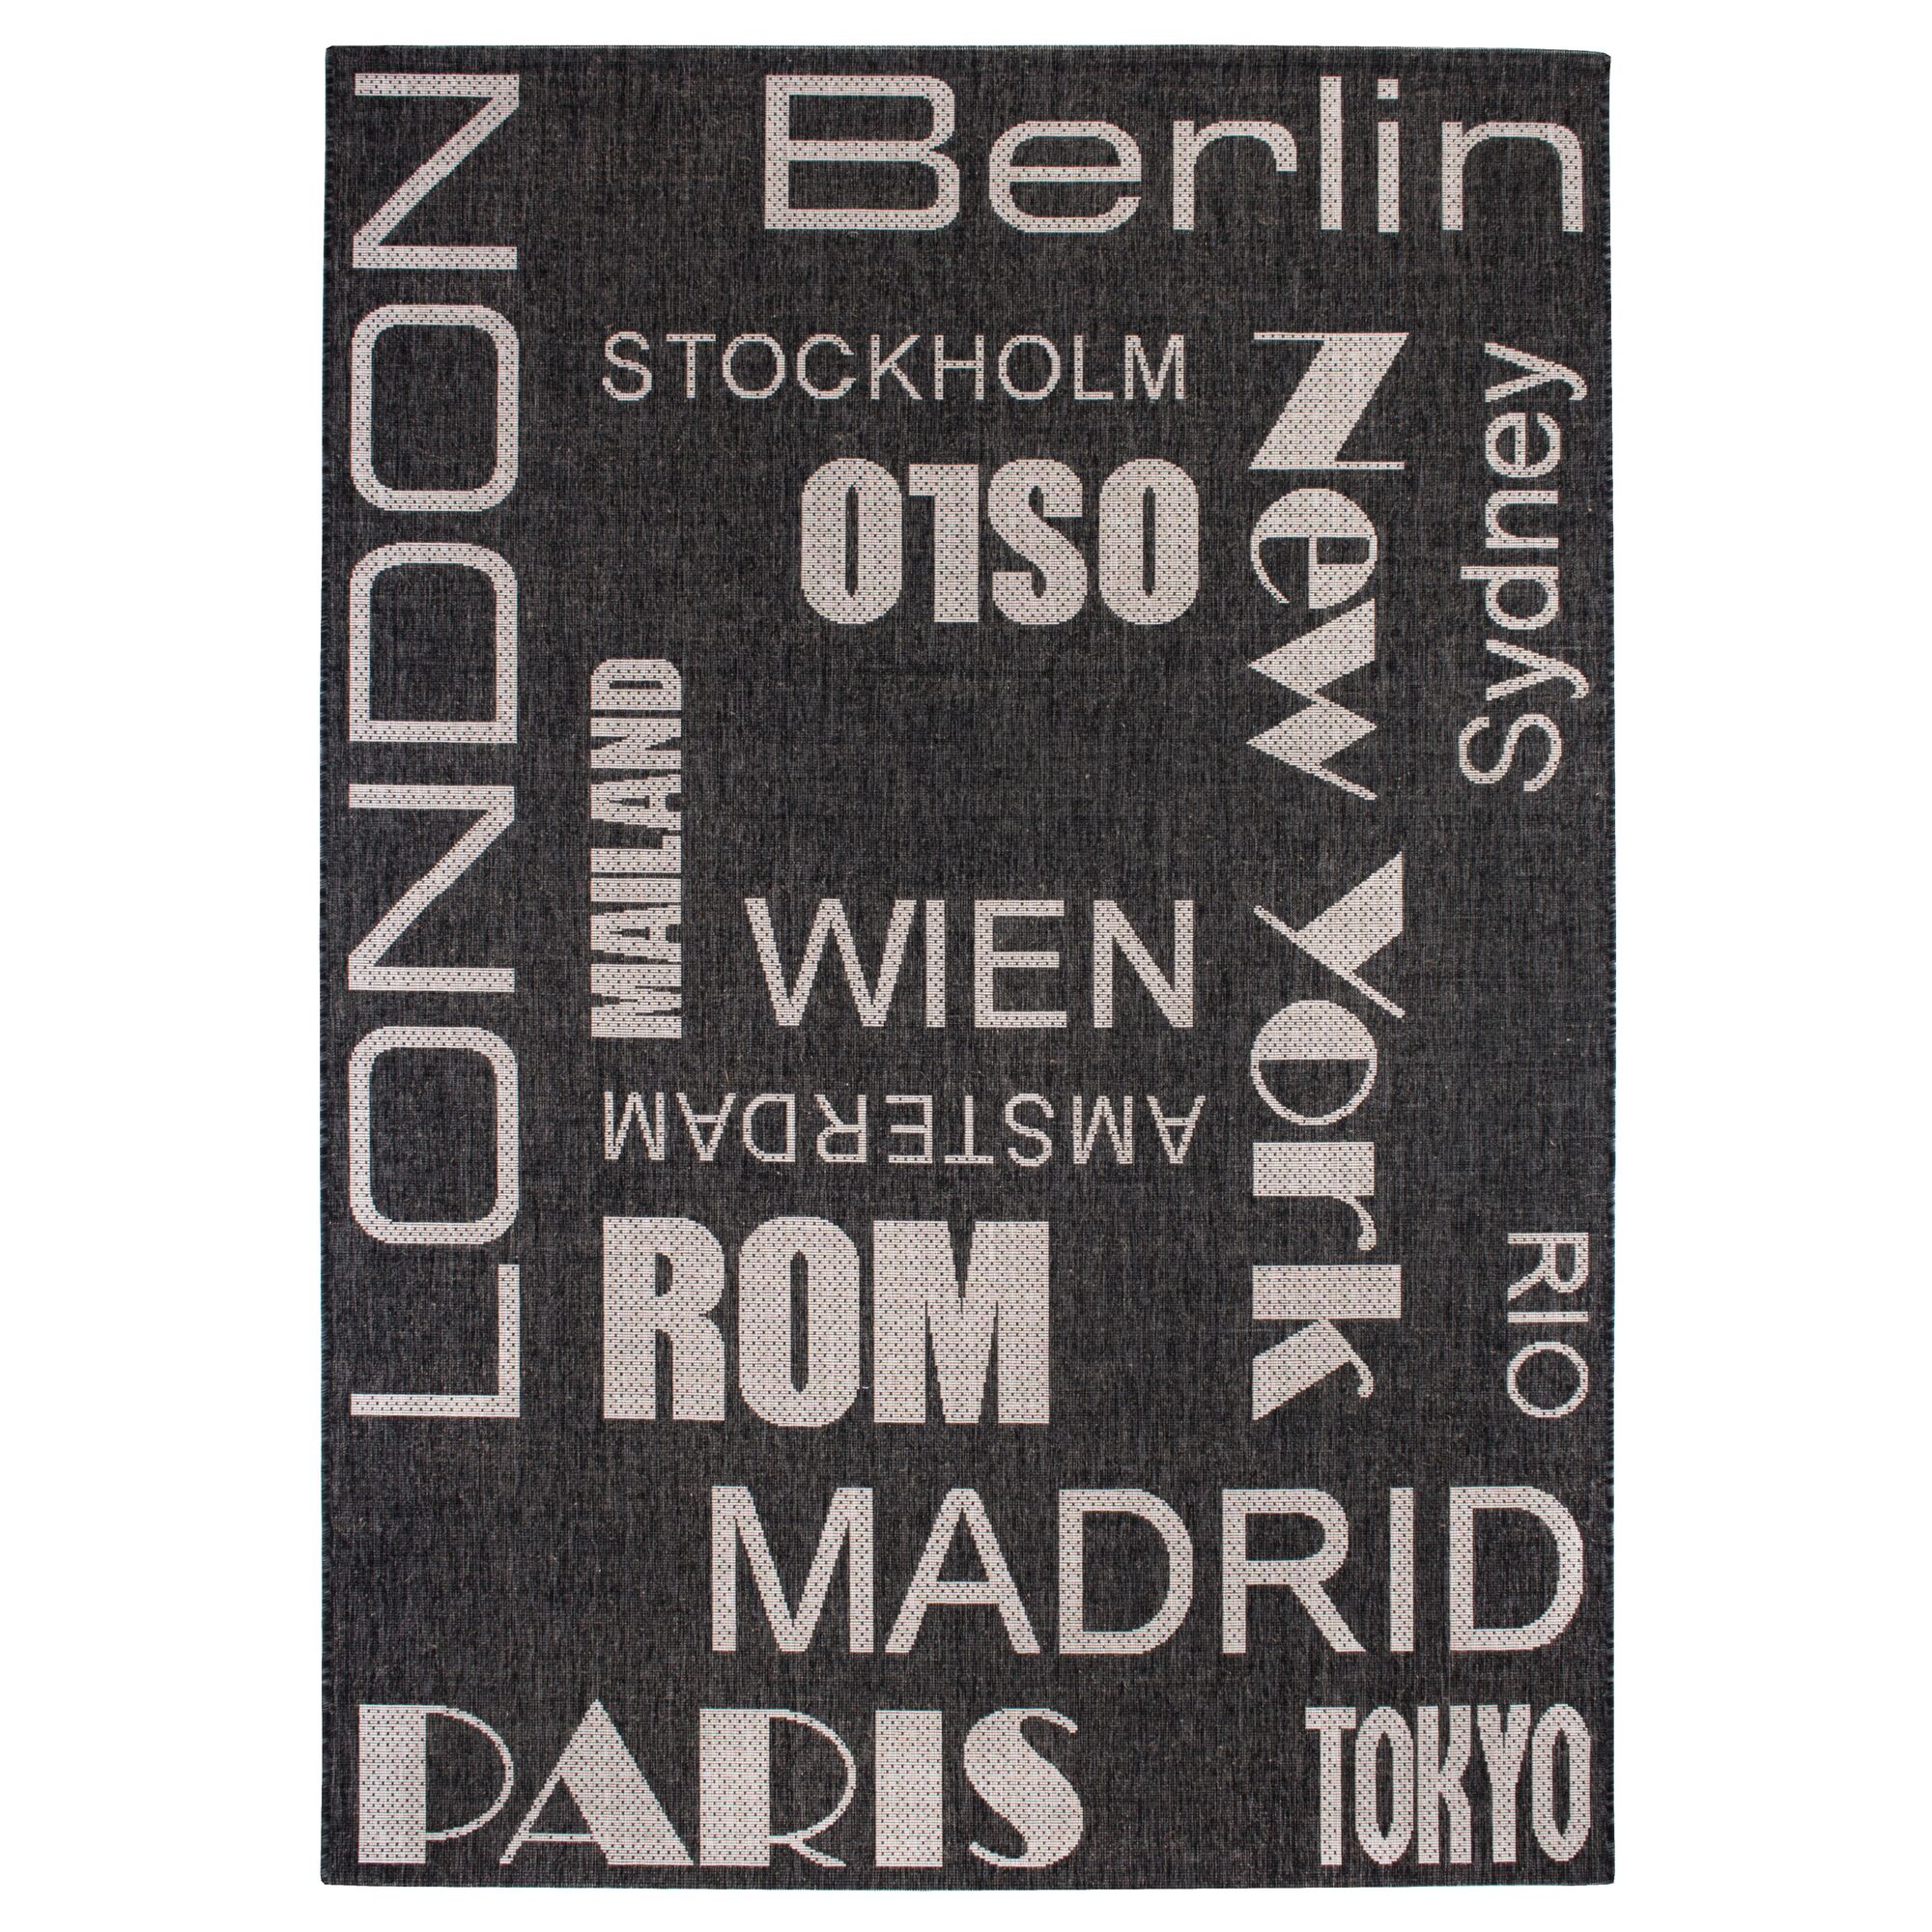 LONDON
Berlin
STOCKHOLM
OSLO
New York
Sydney
MAILAND
WIEN
AMSTERDAM
ROM
RIO
MADRID
PARIS
TOKYO